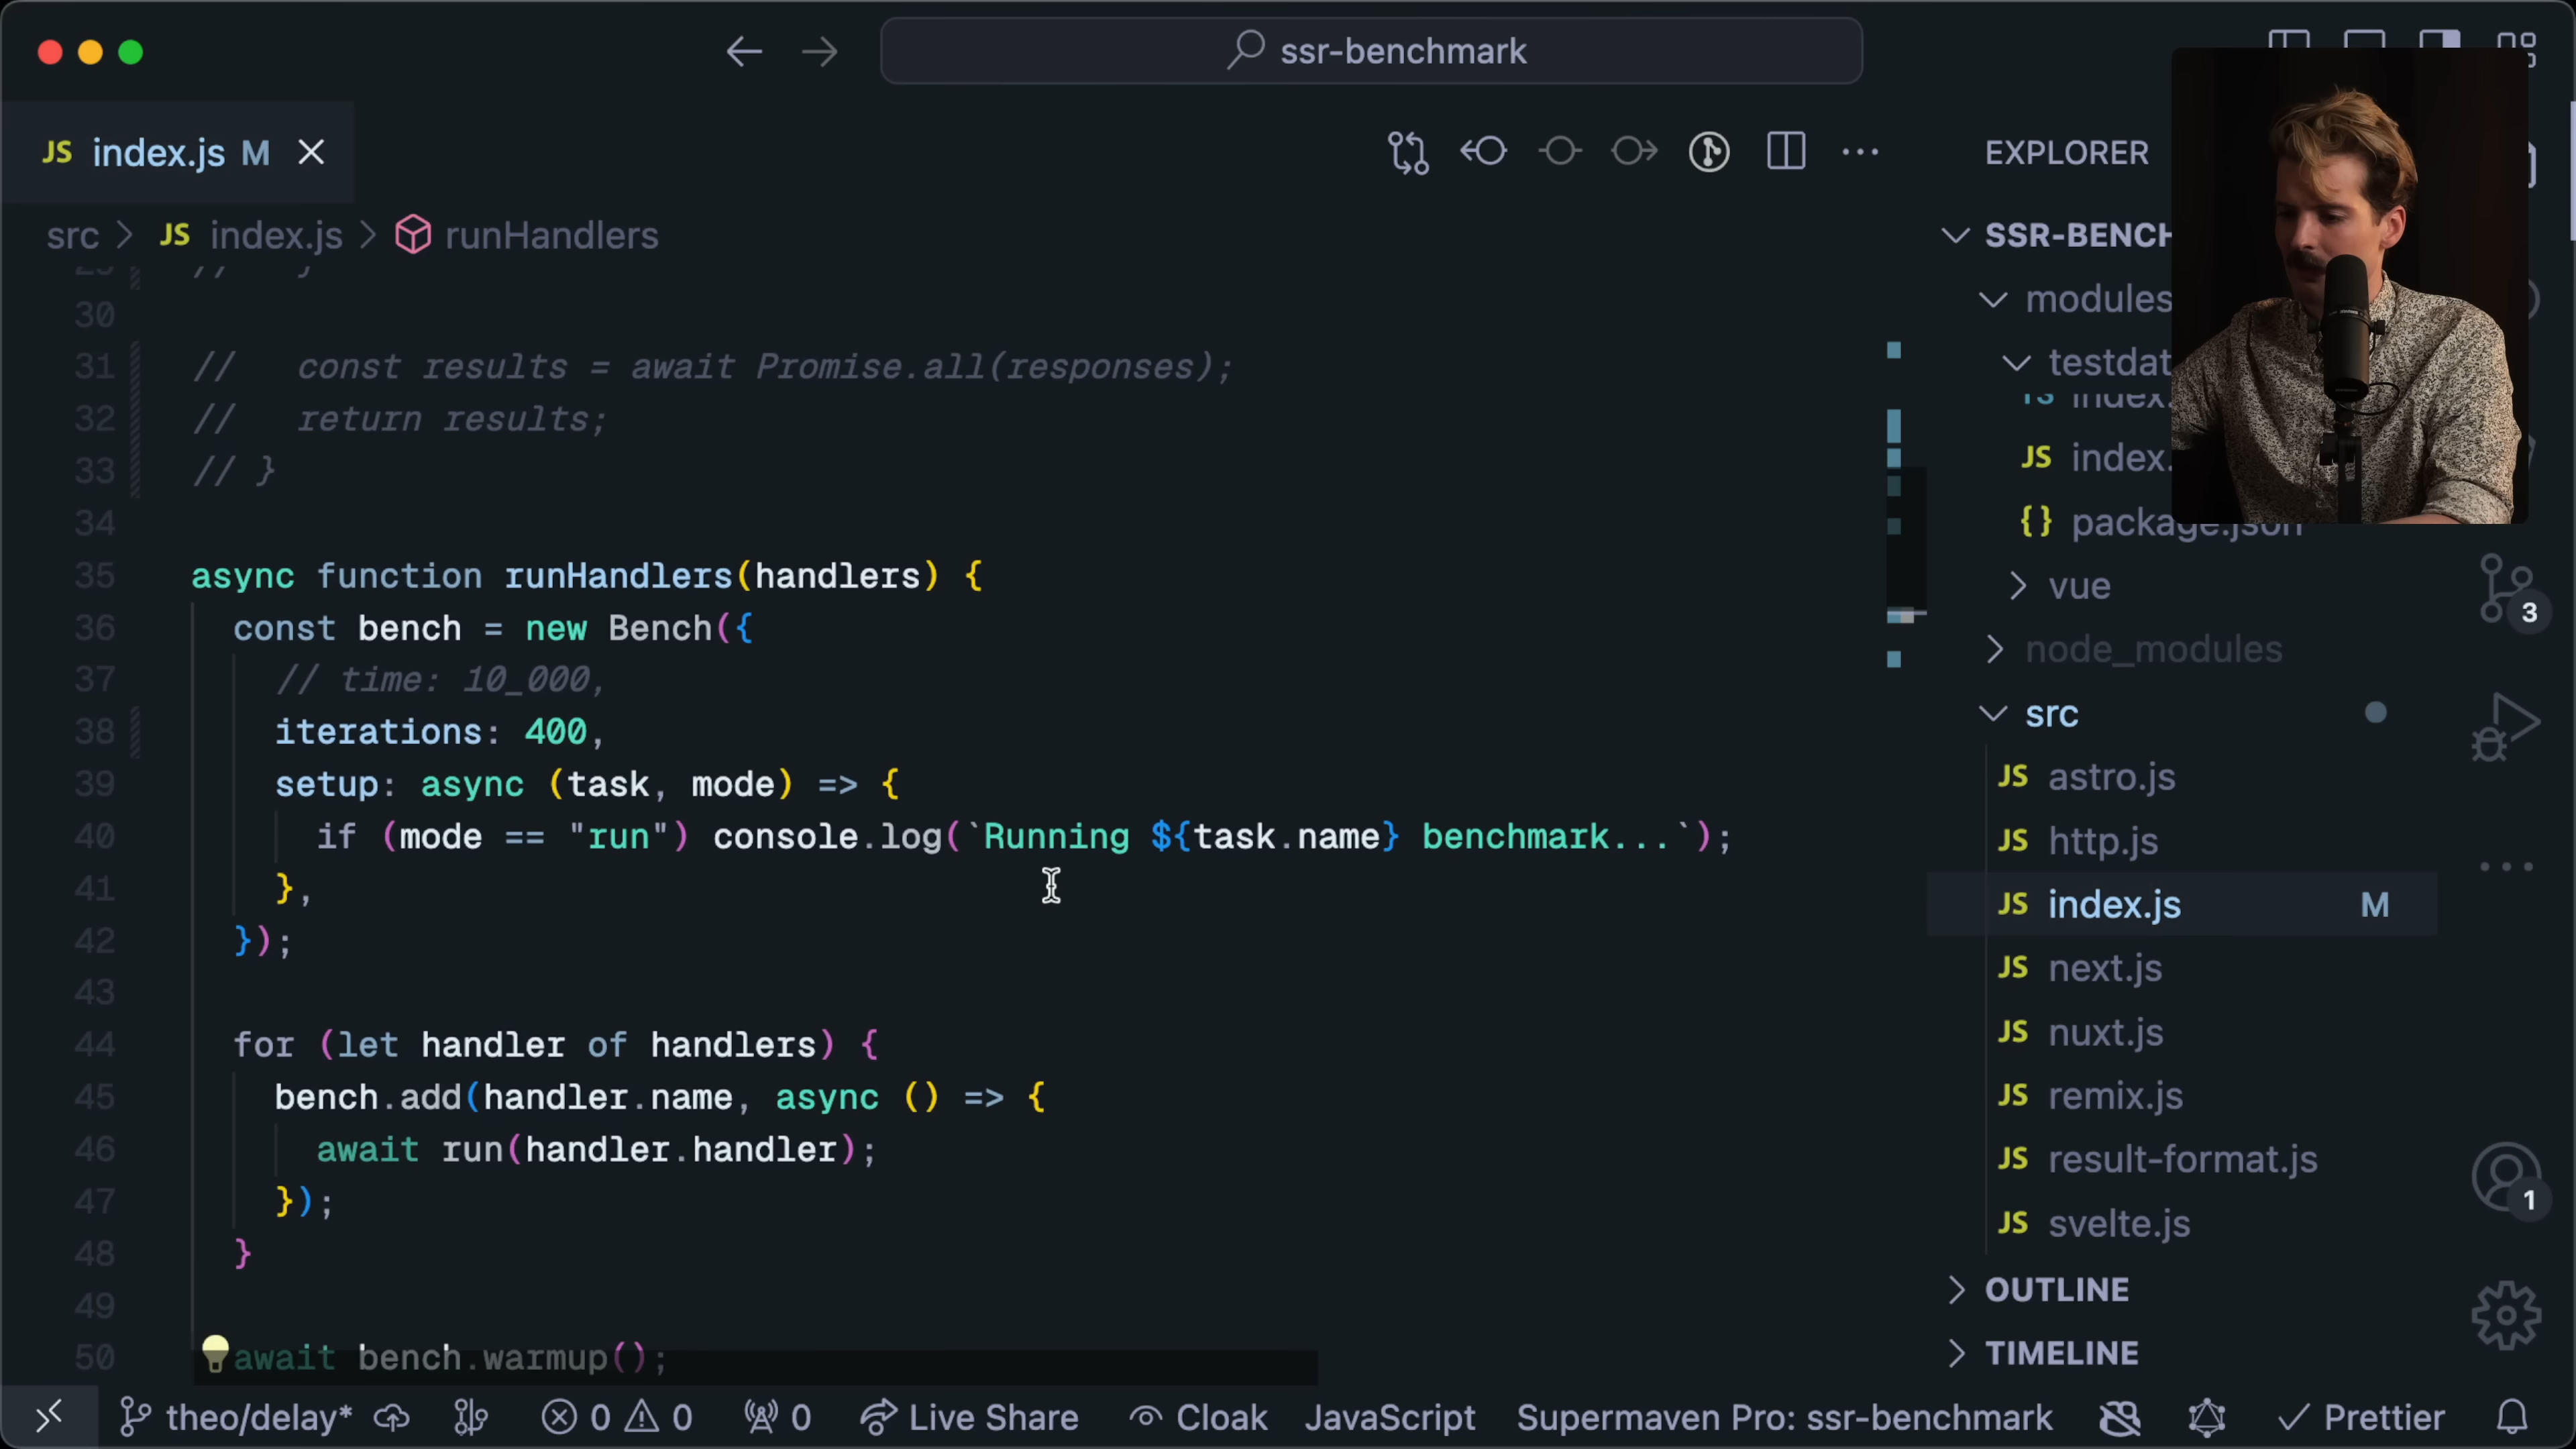 ssr-benchmark
JS index.js M
EXPLORER
src > JS index.js > runHandlers
SSR-BENCH
modules
testdat
index.
JS index.
{} package.json
vue
node_modules
src
JS astro.js
JS http.js
JS index.js M
JS next.js
JS nuxt.js
JS remix.js
JS result-format.js
JS svelte.js
OUTLINE
TIMELINE
3
1
29 // }
30
31 // const results = await Promise.all(responses);
32 // return results;
33 // }
34
35 async function runHandlers(handlers) {
36 const bench = new Bench({
37 // time: 10_000,
38 iterations: 400,
39 setup: async (task, mode) => {
40 if (mode == "run") console.log(`Running ${task.name} benchmark...`);
41 },
42 });
43
44 for (let handler of handlers) {
45 bench.add(handler.name, async () => {
46 await run(handler.handler);
47 });
48 }
49
50 await bench.warmup();
theo/delay* 0 0 0 Live Share Cloak JavaScript Supermaven Pro: ssr-benchmark Prettier